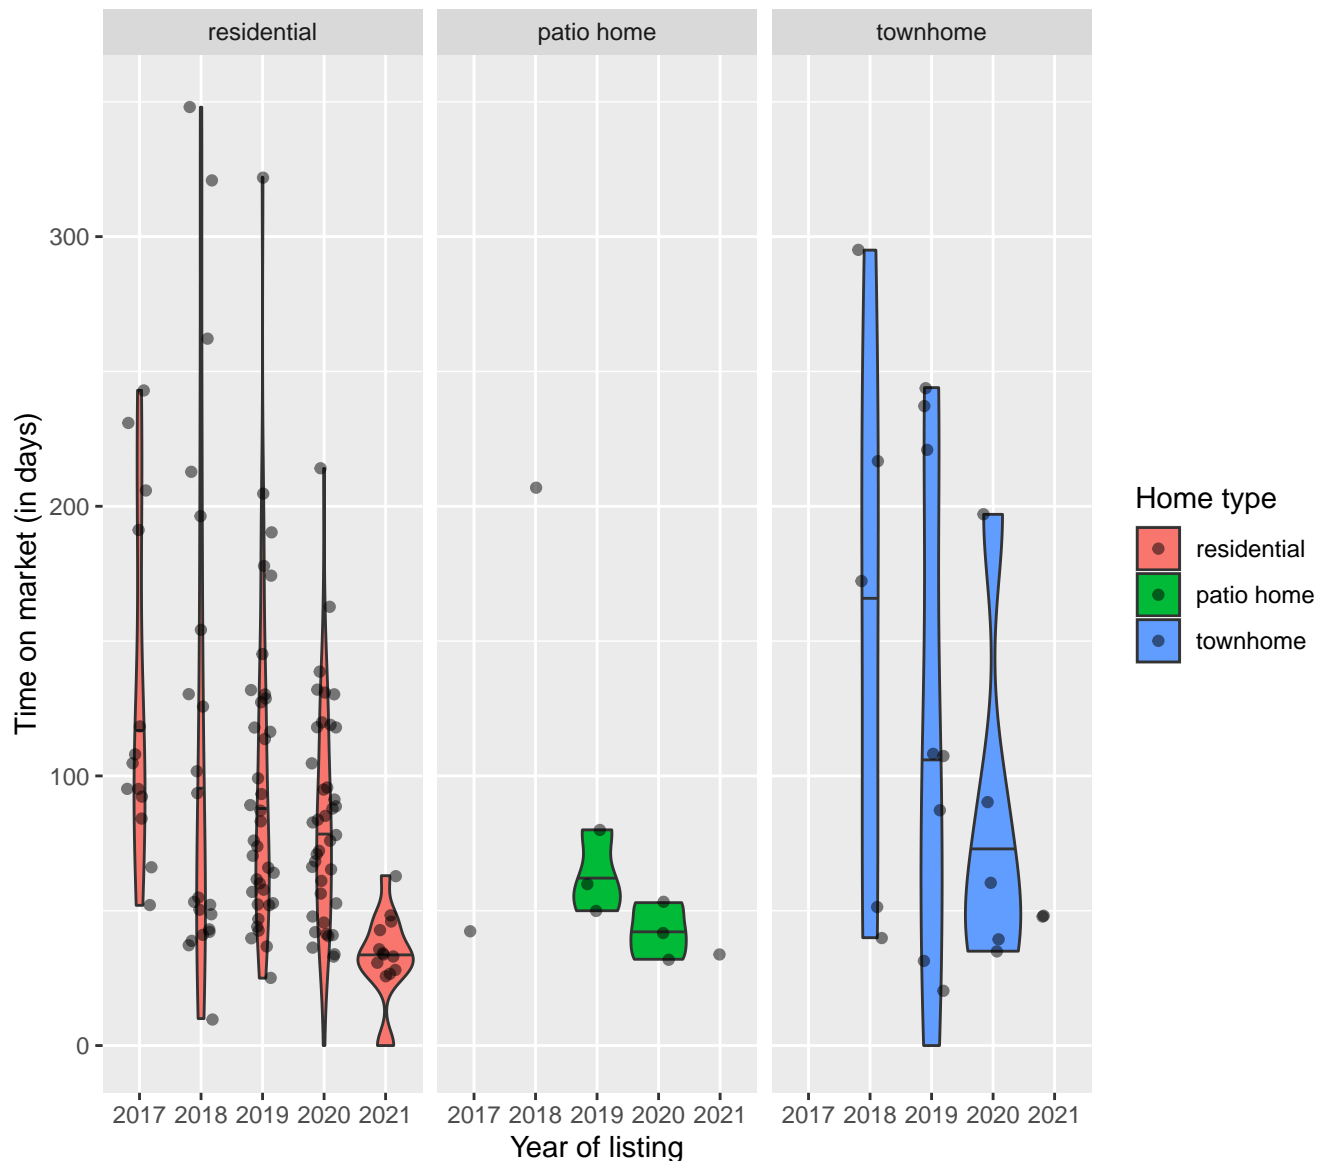 residential patio home townhome
Time on market (in days)
300
200
100
0
2017 2018 2019 2020 2021 2017 2018 2019 2020 2021 2017 2018 2019 2020 2021
Year of listing
Home type
residential
patio home
townhome